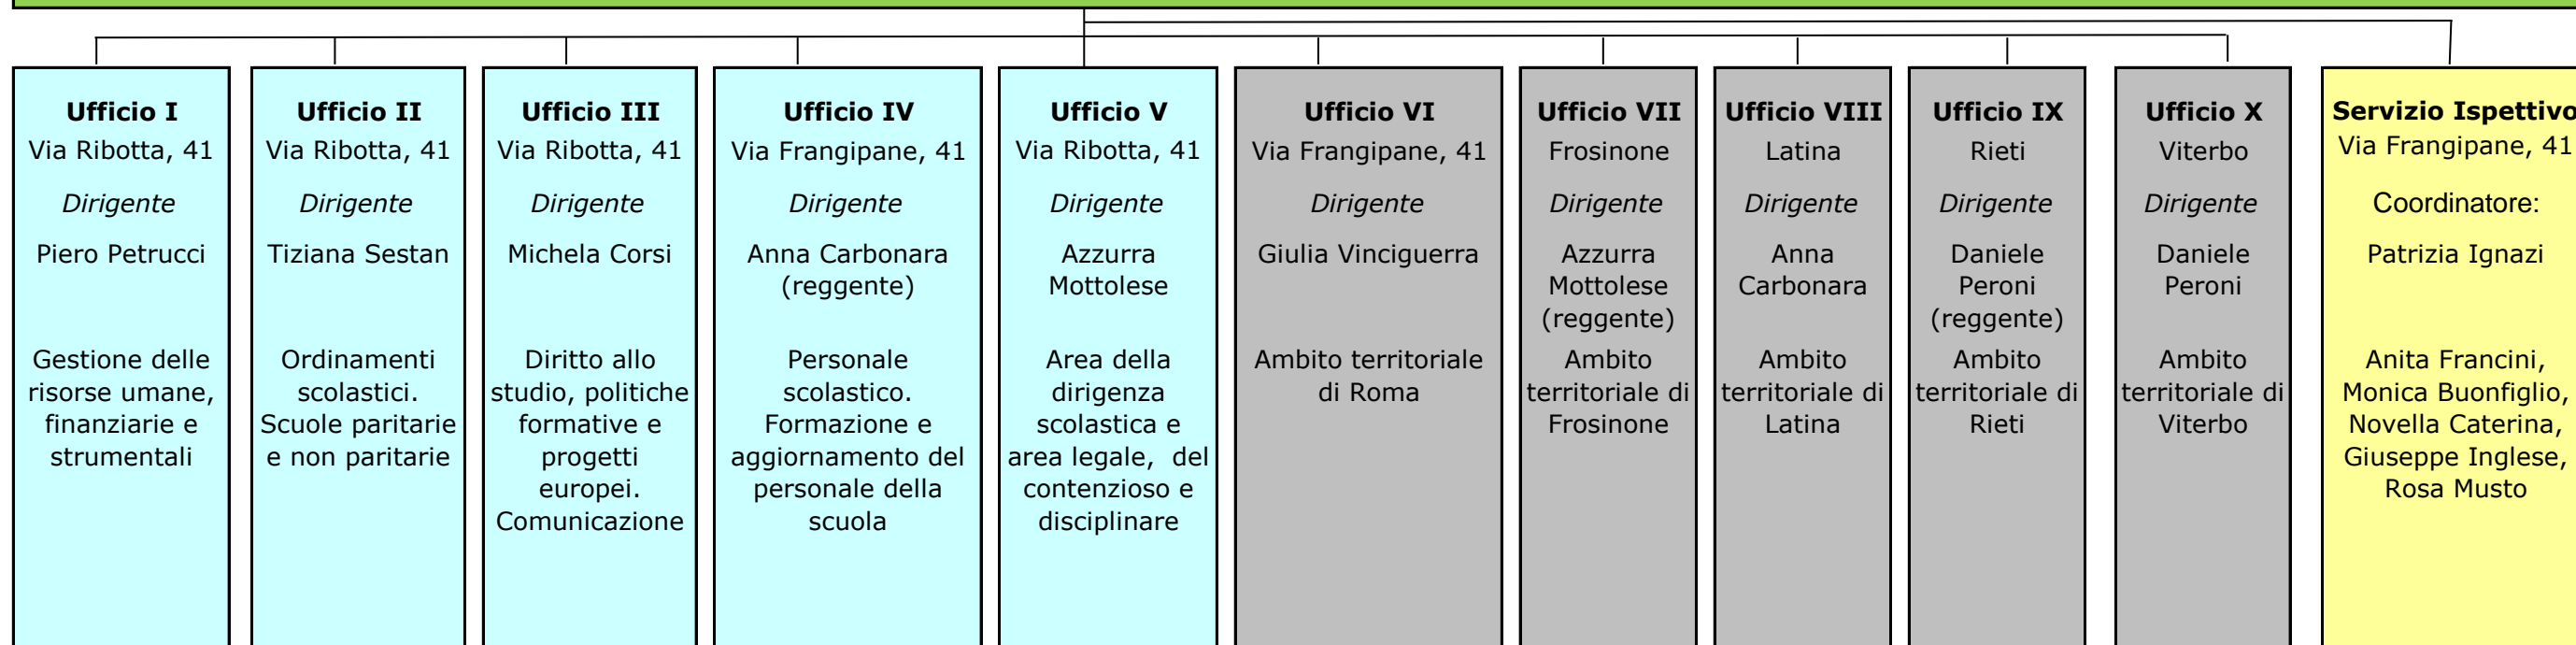 Ufficio I
Via Ribotta, 41
Dirigente
Piero Petrucci
Gestione delle
risorse umane,
finanziarie e
strumentali
Ufficio II
Via Ribotta, 41
Dirigente
Tiziana Sestan
Ordinamenti
scolastici.
Scuole paritarie
e non paritarie
Ufficio III
Via Ribotta, 41
Dirigente
Michela Corsi
Diritto allo
studio, politiche
formative e
progetti
europei.
Comunicazione
Ufficio IV
Via Frangipane, 41
Dirigente
Anna Carbonara
(reggente)
Personale
scolastico.
Formazione e
aggiornamento del
personale della
scuola
Ufficio V
Via Ribotta, 41
Dirigente
Azzurra
Mottolese
Area della
dirigenza
scolastica e
area legale, del
contenzioso e
disciplinare
Ufficio VI
Via Frangipane, 41
Dirigente
Giulia Vinciguerra
Ambito territoriale
di Roma
Ufficio VII
Frosinone
Dirigente
Azzurra
Mottolese
(reggente)
Ambito
territoriale di
Frosinone
Ufficio VIII
Latina
Dirigente
Anna
Carbonara
Ambito
territoriale di
Latina
Ufficio IX
Rieti
Dirigente
Daniele
Peroni
(reggente)
Ambito
territoriale di
Rieti
Ufficio X
Viterbo
Dirigente
Daniele
Peroni
Ambito
territoriale di
Viterbo
Servizio Ispettivo
Via Frangipane, 41
Coordinatore:
Patrizia Ignazi
Anita Francini,
Monica Buonfiglio,
Novella Caterina,
Giuseppe Inglese,
Rosa Musto